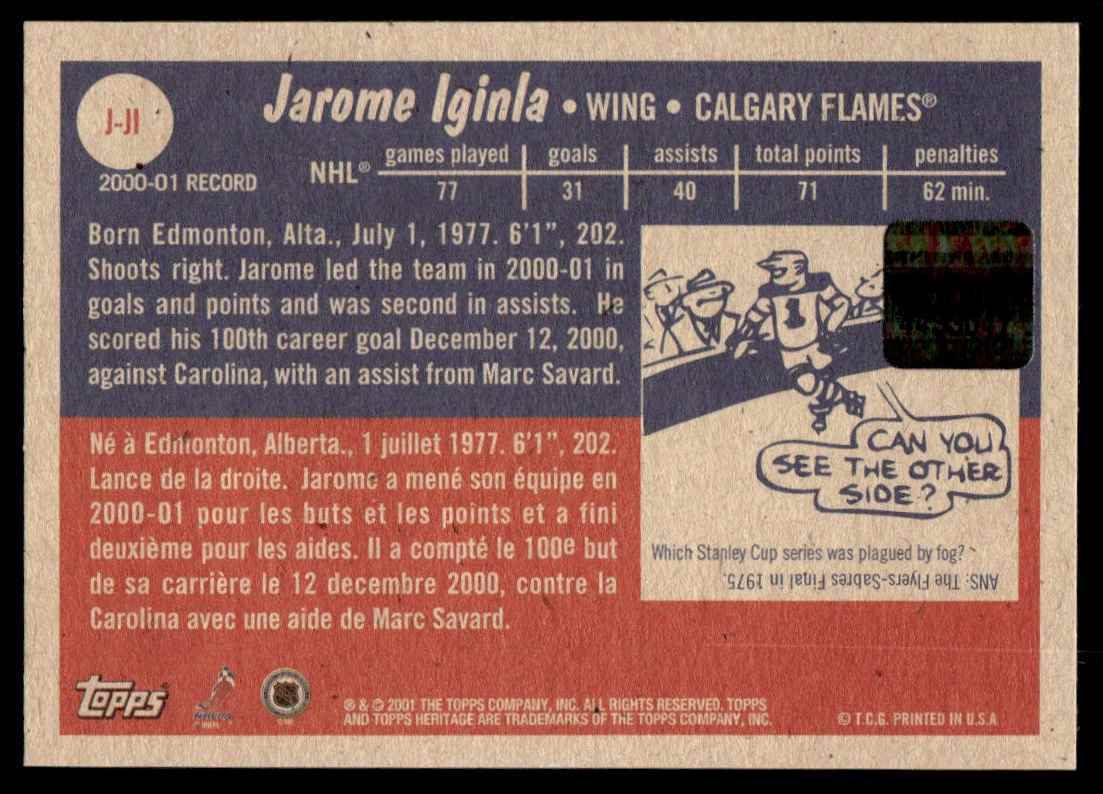 J-JI
Jarome Iginla • WING • CALGARY FLAMES®
2000-01 RECORD
NHL®
games played goals assists total points penalties
77 31 40 71 62 min.
Born Edmonton, Alta., July 1, 1977. 6'1", 202.
Shoots right. Jarome led the team in 2000-01 in
goals and points and was second in assists. He
scored his 100th career goal December 12, 2000,
against Carolina, with an assist from Marc Savard.
Né à Edmonton, Alberta., 1 juillet 1977. 6'1", 202.
Lance de la droite. Jarome a mené son équipe en
2000-01 pour les buts et les points et a fini
deuxième pour les aides. Il a compté le 100e but
de sa carrière le 12 decembre 2000, contre la
Carolina avec une aide de Marc Savard.
1
CAN YOU
SEE THE OTHER
SIDE?
Which Stanley Cup series was plagued by fog?
ANS: The Flyers-Sabres Final in 1975.
topps
NHLPA
NHL
® & © 2001 THE TOPPS COMPANY, INC. ALL RIGHTS RESERVED. TOPPS
AND TOPPS HERITAGE ARE TRADEMARKS OF THE TOPPS COMPANY, INC.
© T.C.G. PRINTED IN U.S.A.